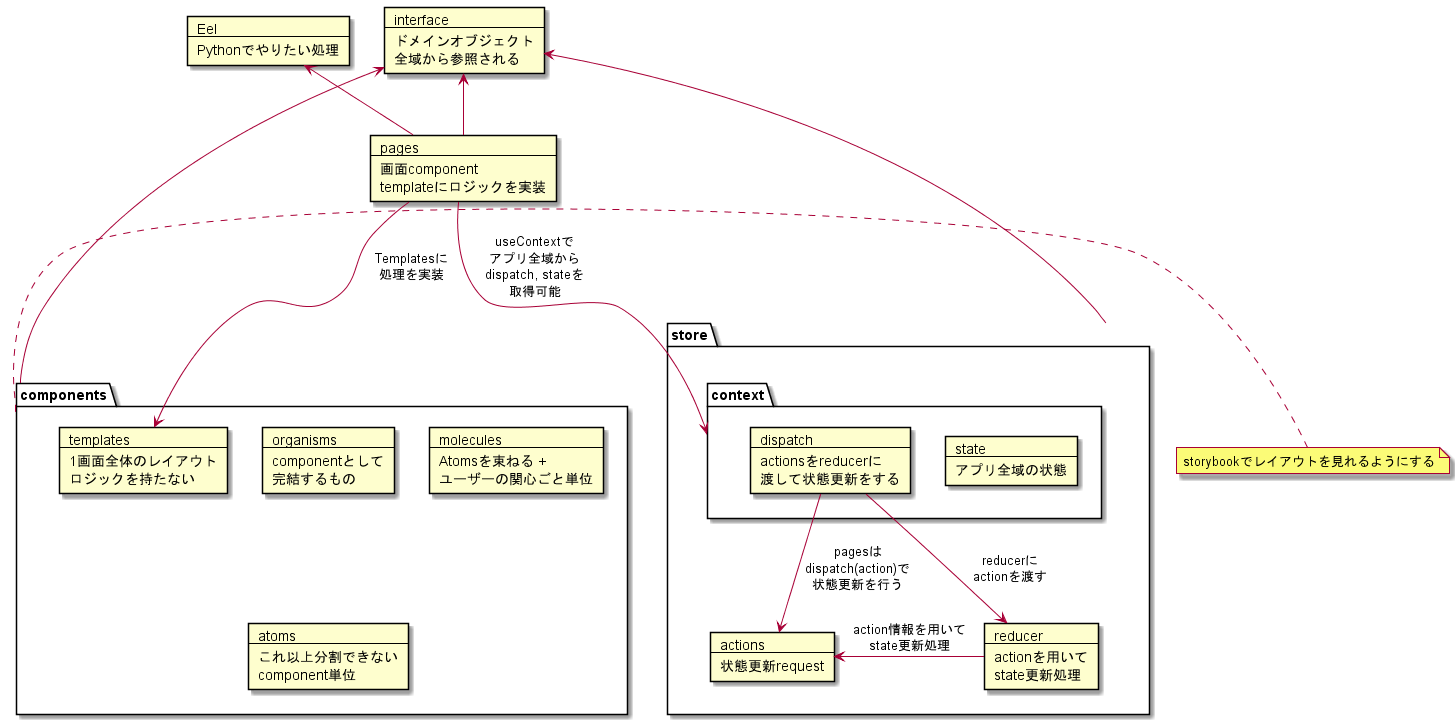 Eel
Pythonでやりたい処理
interface
ドメインオブジェクト
全域から参照される
pages
画面component
templateにロジックを実装
Templatesに
処理を実装
useContextで
アプリ全域から
dispatch, stateを
取得可能
components
templates
1画面全体のレイアウト
ロジックを持たない
organisms
componentとして
完結するもの
molecules
Atomsを束ねる +
ユーザーの関心ごと単位
atoms
これ以上分割できない
component単位
store
context
dispatch
actionsをreducerに
渡して状態更新をする
state
アプリ全域の状態
pagesは
dispatch(action)で
状態更新を行う
reducerに
actionを渡す
actions
状態更新request
action情報を用いて
state更新処理
reducer
actionを用いて
state更新処理
storybookでレイアウトを見れるようにする